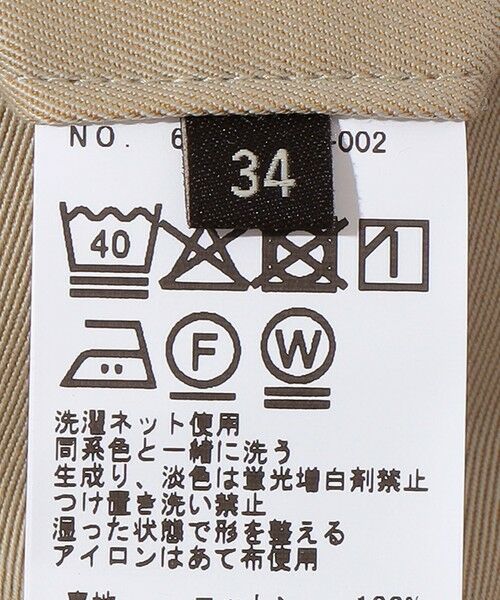 NO. 6 -002
34
40
F W
洗濯ネット使用
同系色と一緒に洗う
生成り、淡色は蛍光増白剤禁止
つけ置き洗い禁止
湿った状態で形を整える
アイロンはあて布使用